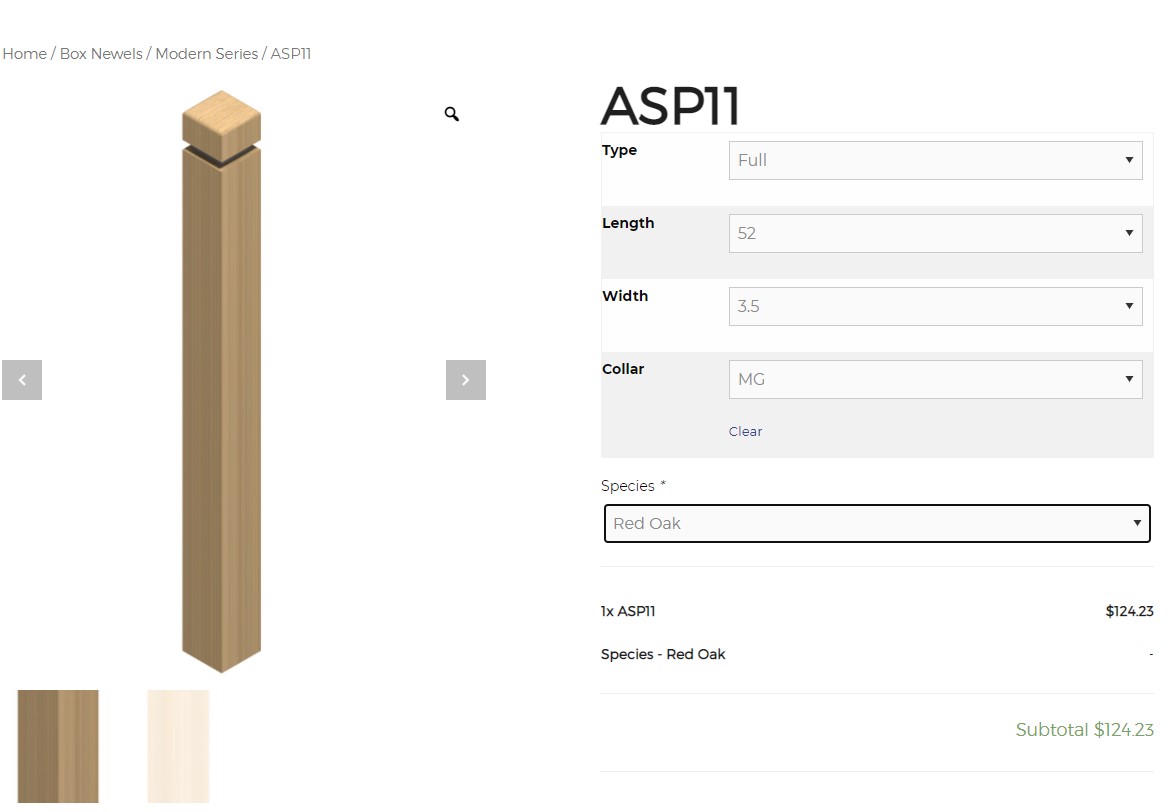 Home / Box Newels / Modern Series / ASP11
ASP11
Type
Full
Length
52
Width
3.5
Collar
MG
Clear
Species *
Red Oak
1x ASP11 $124.23
Species - Red Oak -
Subtotal $124.23